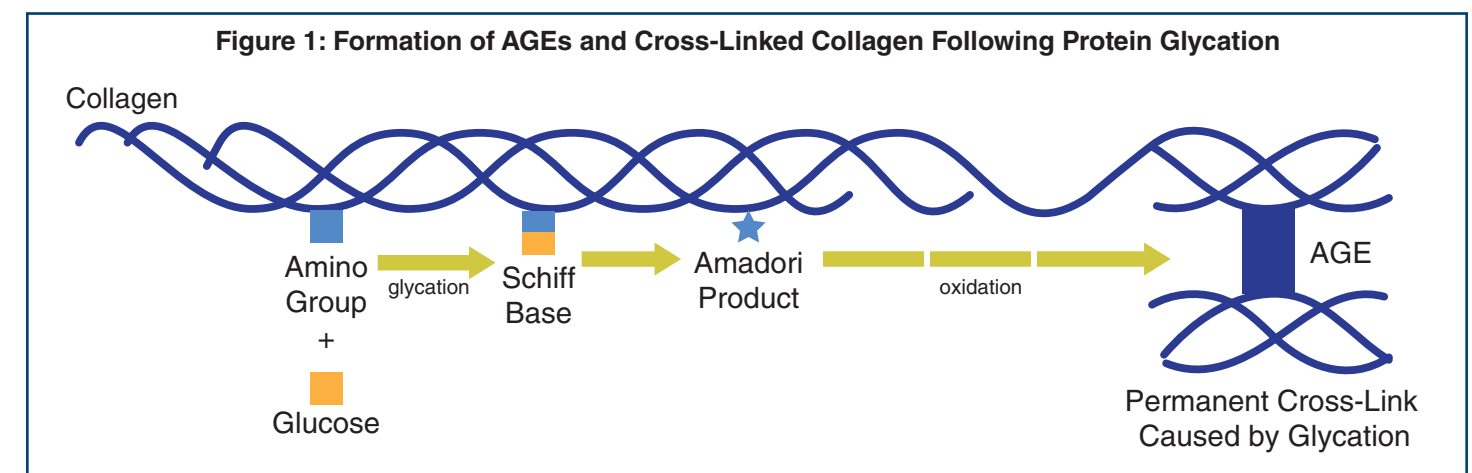 Figure 1: Formation of AGEs and Cross-Linked Collagen Following Protein Glycation
Collagen
Amino
Group
+
Glucose
glycation
Schiff
Base
Amadori
Product
oxidation
AGE
Permanent Cross-Link
Caused by Glycation